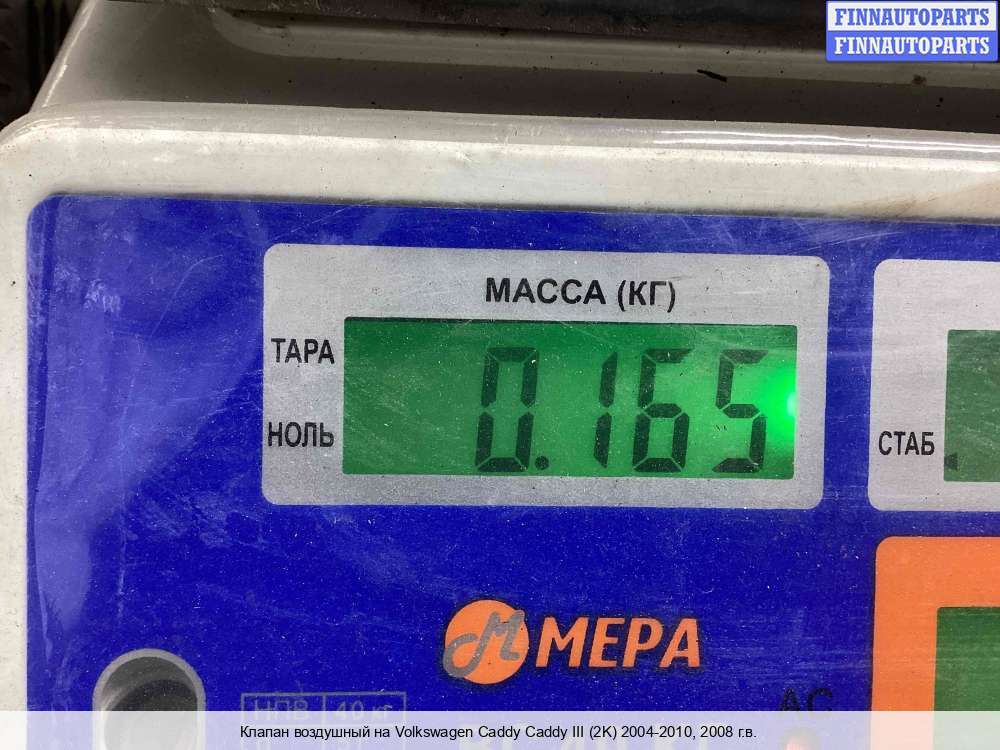 FINNAUTOPARTS
FINNAUTOPARTS
МАССА (КГ)
ТАРА
0.165
НОЛЬ
СТАБ
М МЕРА
НПВ 40 кг
AC
Клапан воздушный на Volkswagen Caddy Caddy III (2K) 2004-2010, 2008 г.в.